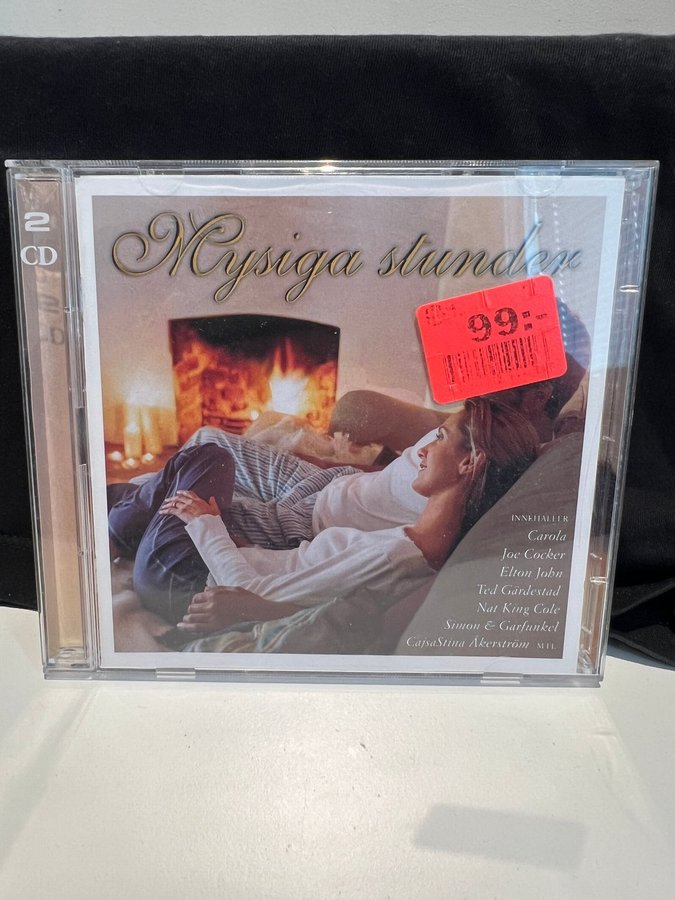 2
CD
Mysiga stunder
99:-
INNEHÅLLER
Carola
Joe Cocker
Elton John
Ted Gärdestad
Nat King Cole
Simon & Garfunkel
CajsaStina Åkerström M FL